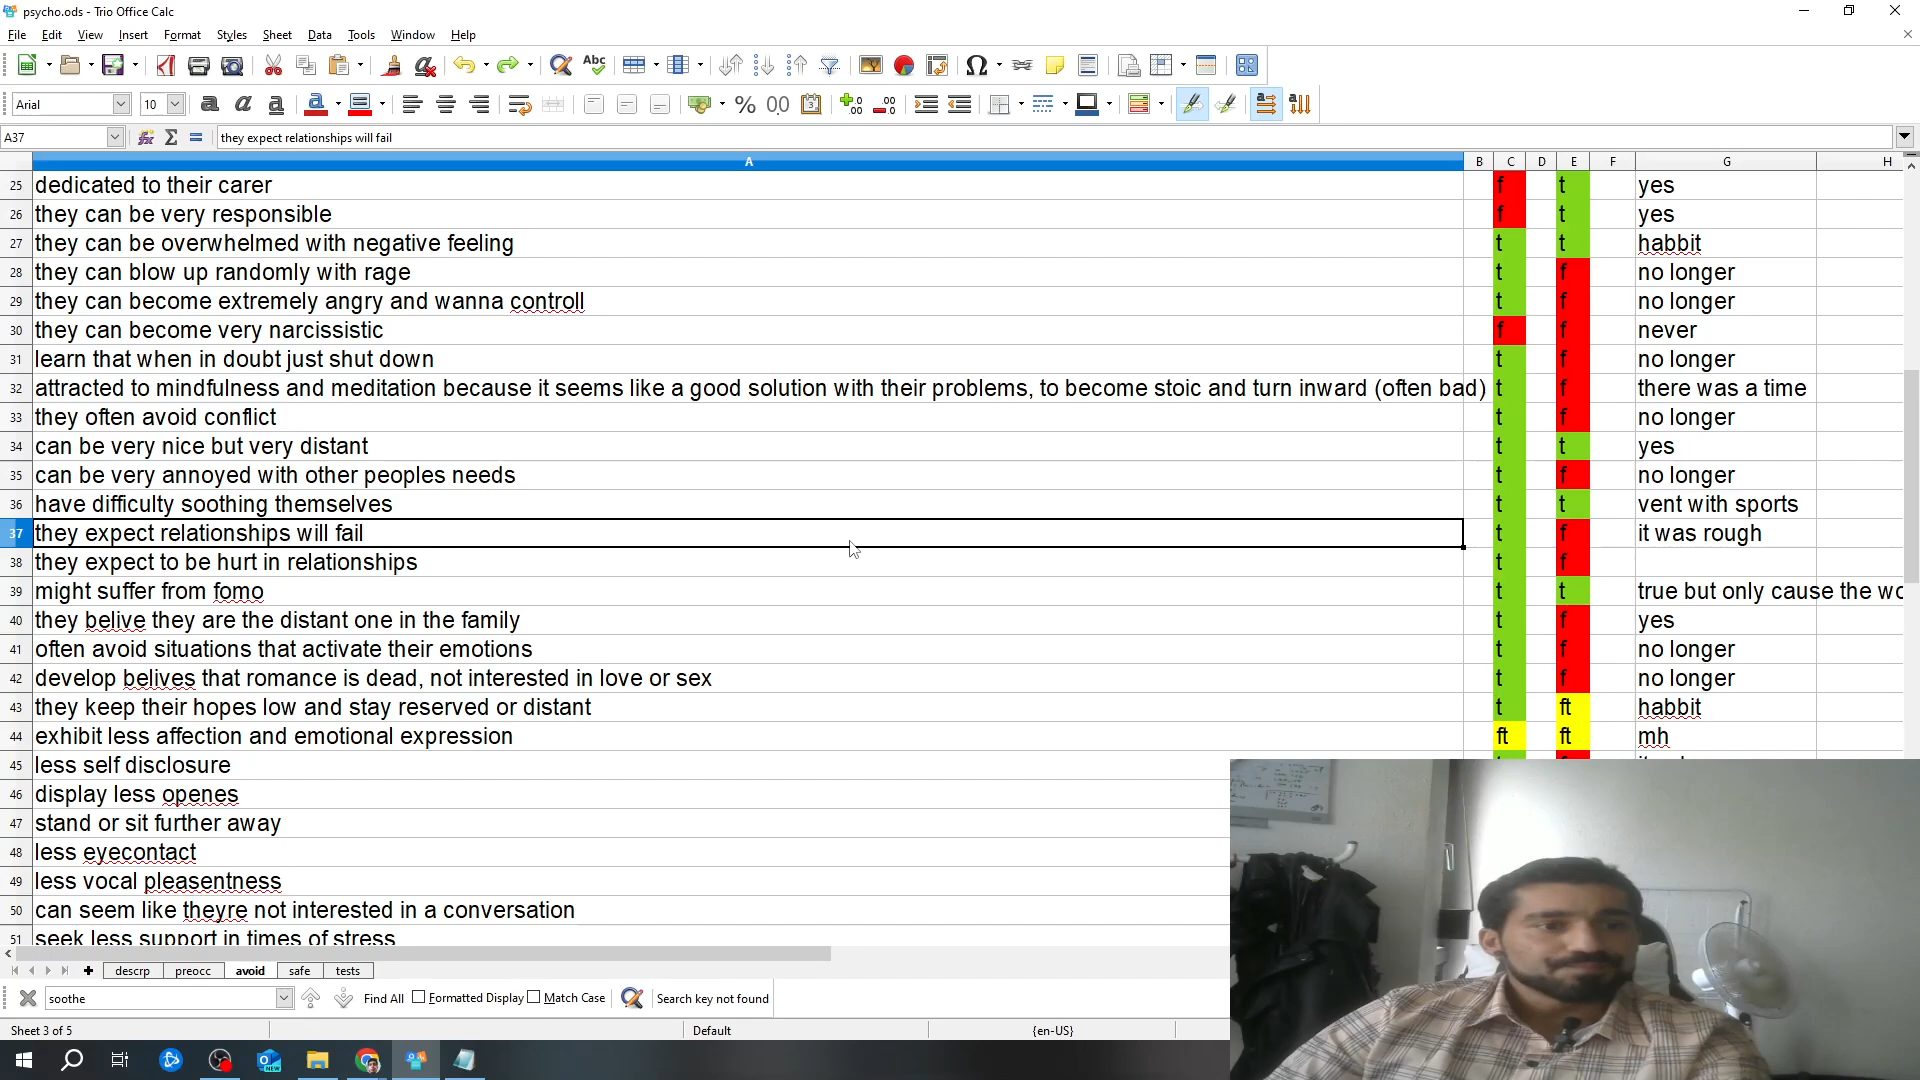 psycho.ods - Trio Office Calc
File Edit View Insert Format Styles Sheet Data Tools Window Help
Arial 10
A37 they expect relationships will fail
A B C D E F G H
25 dedicated to their carer f t yes
26 they can be very responsible f t yes
27 they can be overwhelmed with negative feeling t t habbit
28 they can blow up randomly with rage t f no longer
29 they can become extremely angry and wanna controll t f no longer
30 they can become very narcissistic f f never
31 learn that when in doubt just shut down t f no longer
32 attracted to mindfulness and meditation because it seems like a good solution with their problems, to become stoic and turn inward (often bad) t f there was a time
33 they often avoid conflict t f no longer
34 can be very nice but very distant t t yes
35 can be very annoyed with other peoples needs t f no longer
36 have difficulty soothing themselves t t vent with sports
37 they expect relationships will fail t f it was rough
38 they expect to be hurt in relationships t f
39 might suffer from fomo t t true but only cause the wo
40 they belive they are the distant one in the family t f yes
41 often avoid situations that activate their emotions t f no longer
42 develop belives that romance is dead, not interested in love or sex t f no longer
43 they keep their hopes low and stay reserved or distant t ft habbit
44 exhibit less affection and emotional expression ft ft mh
45 less self disclosure
46 display less openes
47 stand or sit further away
48 less eyecontact
49 less vocal pleasentness
50 can seem like theyre not interested in a conversation
51 seek less support in times of stress
descrp preocc avoid safe tests
soothe Find All Formatted Display Match Case Search key not found
Sheet 3 of 5 Default {en-US}